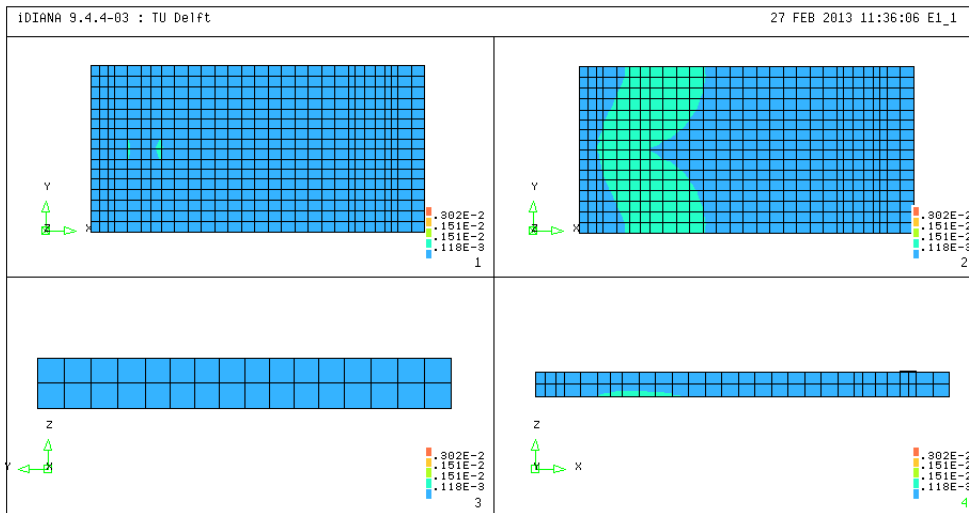 iDIANA 9.4.4-03 : TU Delft 27 FEB 2013 11:36:06 E1_1
Y
Z X
.302E-2
.151E-2
.151E-2
.118E-3
1
Y
Z X
.302E-2
.151E-2
.151E-2
.118E-3
2
Z
Y X
.302E-2
.151E-2
.151E-2
.118E-3
3
Z
Y X
.302E-2
.151E-2
.151E-2
.118E-3
4